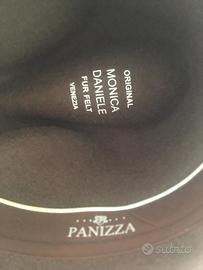 ORIGINAL
MONICA
DANIELE
FUR FELT
VENEZIA
PANIZZA
subito